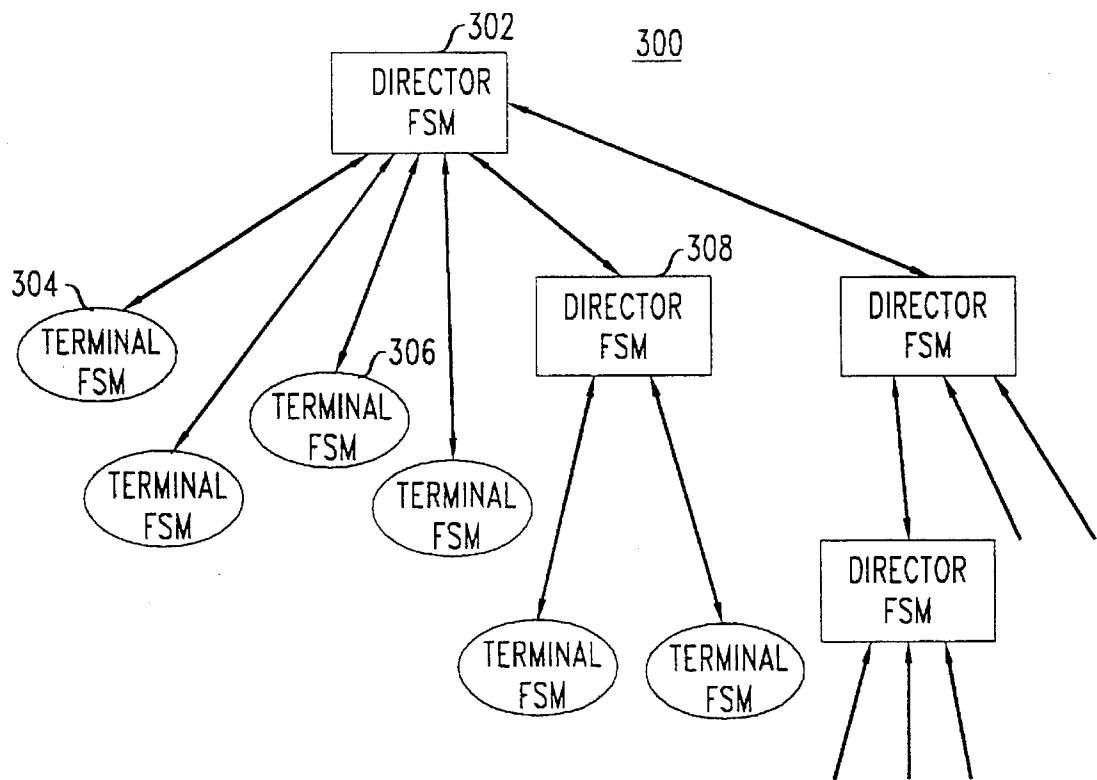 302
300
DIRECTOR
FSM
308
304
DIRECTOR
FSM
DIRECTOR
FSM
TERMINAL
FSM
306
TERMINAL
FSM
TERMINAL
FSM
TERMINAL
FSM
DIRECTOR
FSM
TERMINAL
FSM
TERMINAL
FSM